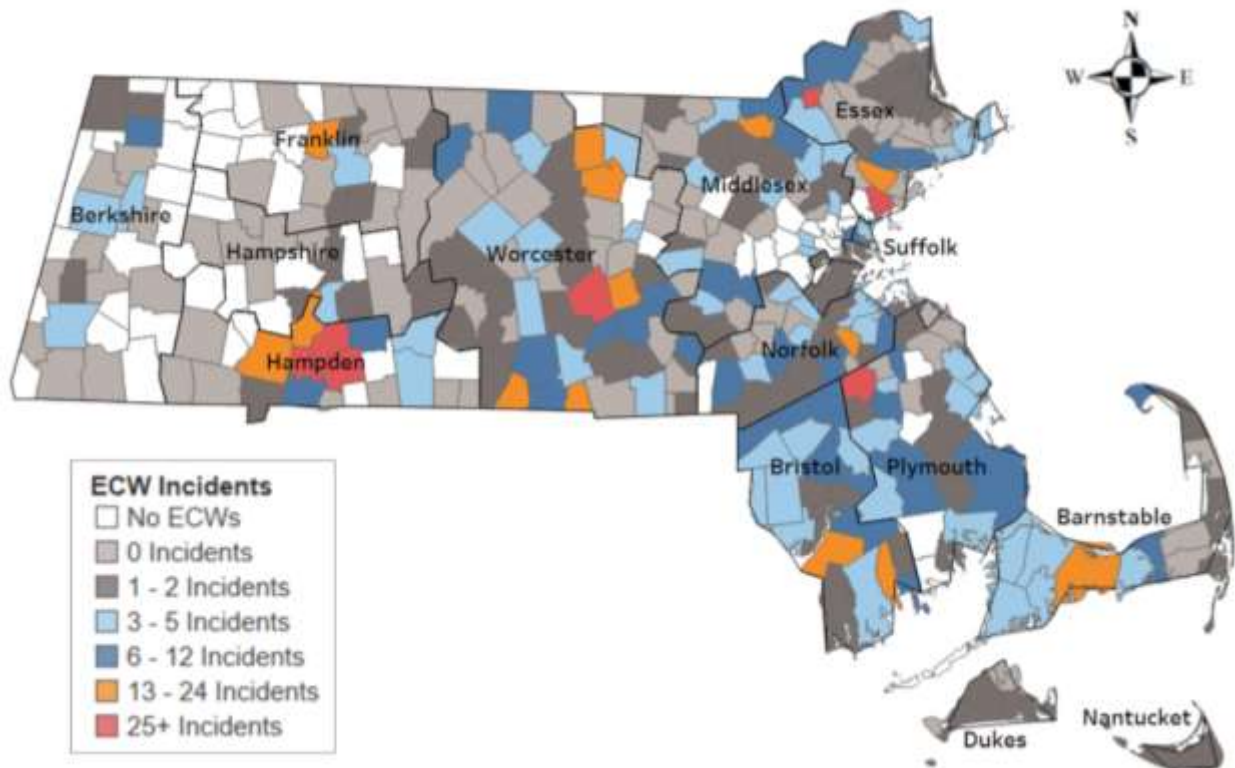 N
W E
S
Essex
Franklin
Middlesex
Berkshire
Hampshire
Worcester
Suffolk
Hampden
Norfolk
Bristol
Plymouth
Barnstable
Nantucket
Dukes
ECW Incidents
No ECWs
0 Incidents
1 - 2 Incidents
3 - 5 Incidents
6 - 12 Incidents
13 - 24 Incidents
25+ Incidents